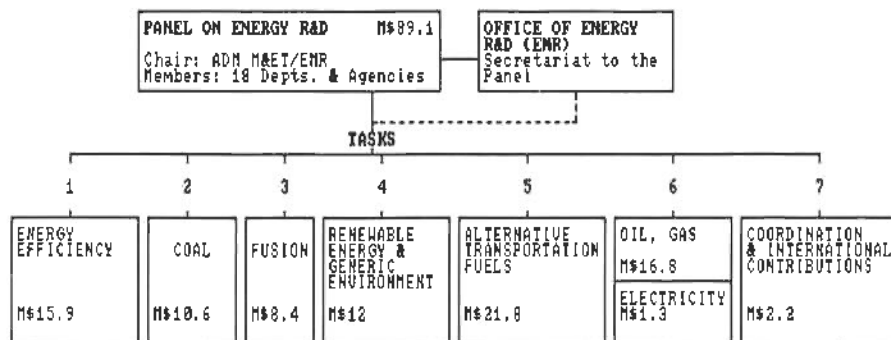 PANEL ON ENERGY R&D M$89.1
Chair: ADM M&ET/EMR
Members: 18 Depts. & Agencies
OFFICE OF ENERGY
R&D (EMR)
Secretariat to the
Panel
TASKS
1 2 3 4 5 6 7
ENERGY
EFFICIENCY
M$15.9
COAL
M$10.6
FUSION
M$8.4
RENEWABLE
ENERGY &
GENERIC
ENVIRONMENT
M$12
ALTERNATIVE
TRANSPORTATION
FUELS
M$21.8
OIL, GAS
M$16.8
ELECTRICITY
M$1.3
COORDINATION
& INTERNATIONAL
CONTRIBUTIONS
M$2.2